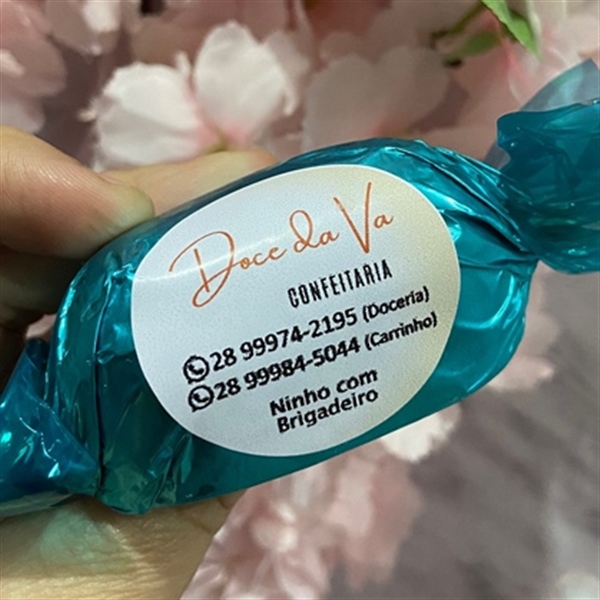 Doce da Va
CONFEITARIA
28 99974-2195 (Doceria)
28 99984-5044 (Carrinho)
Ninho com
Brigadeiro